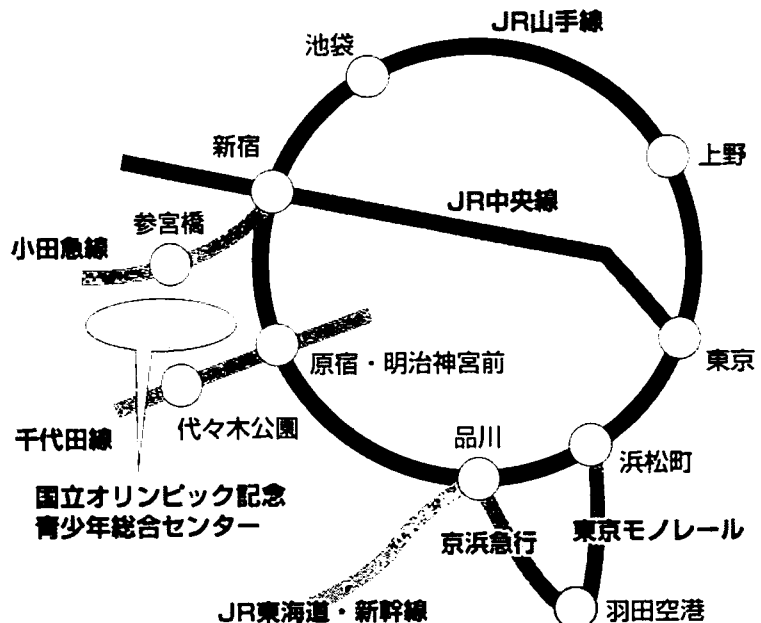 JR山手線
池袋
新宿
上野
JR中央線
参宮橋
小田急線
原宿・明治神宮前
東京
代々木公園
千代田線
品川
浜松町
国立オリンピック記念
青少年総合センター
京浜急行
東京モノレール
JR東海道・新幹線
羽田空港